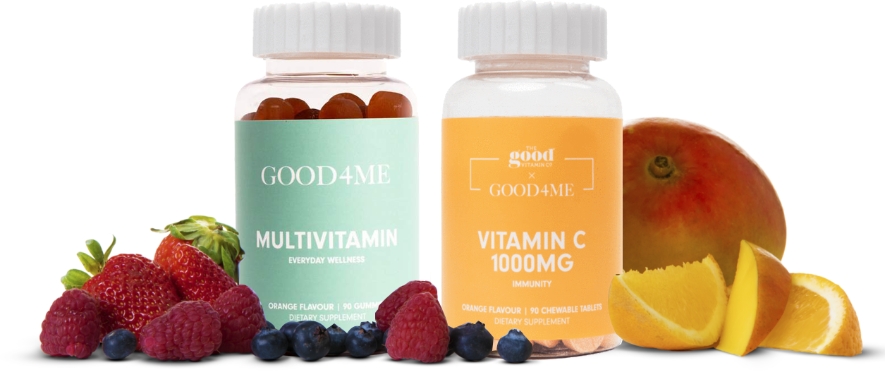 GOOD4ME
MULTIVITAMIN
EVERYDAY WELLNESS
ORANGE FLAVOUR | 90 GUMM
DIETARY SUPPLEMENT
THE
good
VITAMIN CO
×
GOOD4ME
VITAMIN C
1000MG
IMMUNITY
ORANGE FLAVOUR | 90 CHEWABLE TABLETS
DIETARY SUPPLEMENT